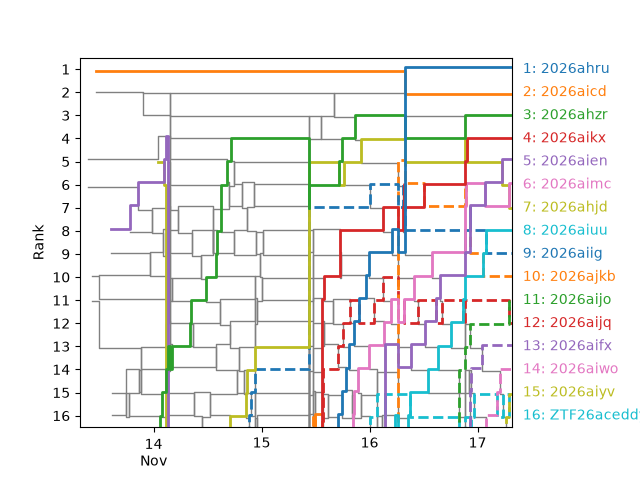 1
2
3
4
5
6
7
8
9
10
11
12
13
14
15
16
Rank
14
15
16
17
Nov
1: 2026ahru
2: 2026aicd
3: 2026ahzr
4: 2026aikx
5: 2026aien
6: 2026aimc
7: 2026ahjd
8: 2026aiuu
9: 2026aiig
10: 2026ajkb
11: 2026aijo
12: 2026aijq
13: 2026aifx
14: 2026aiwo
15: 2026aiyv
16: ZTF26acedd